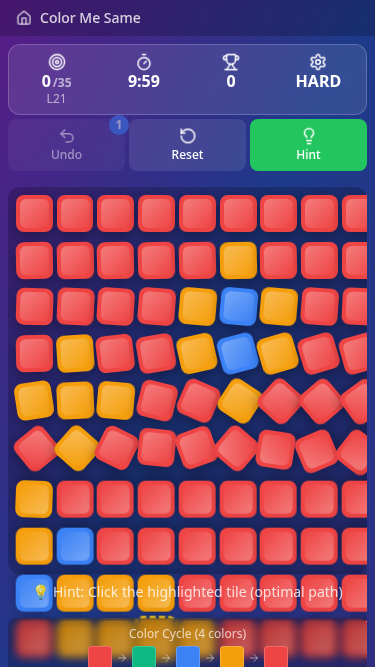 Color Me Same
0/35
L21
9:59
0
HARD
Undo
1
Reset
Hint
💡 Hint: Click the highlighted tile (optimal path)
Color Cycle (4 colors)
→ → → →